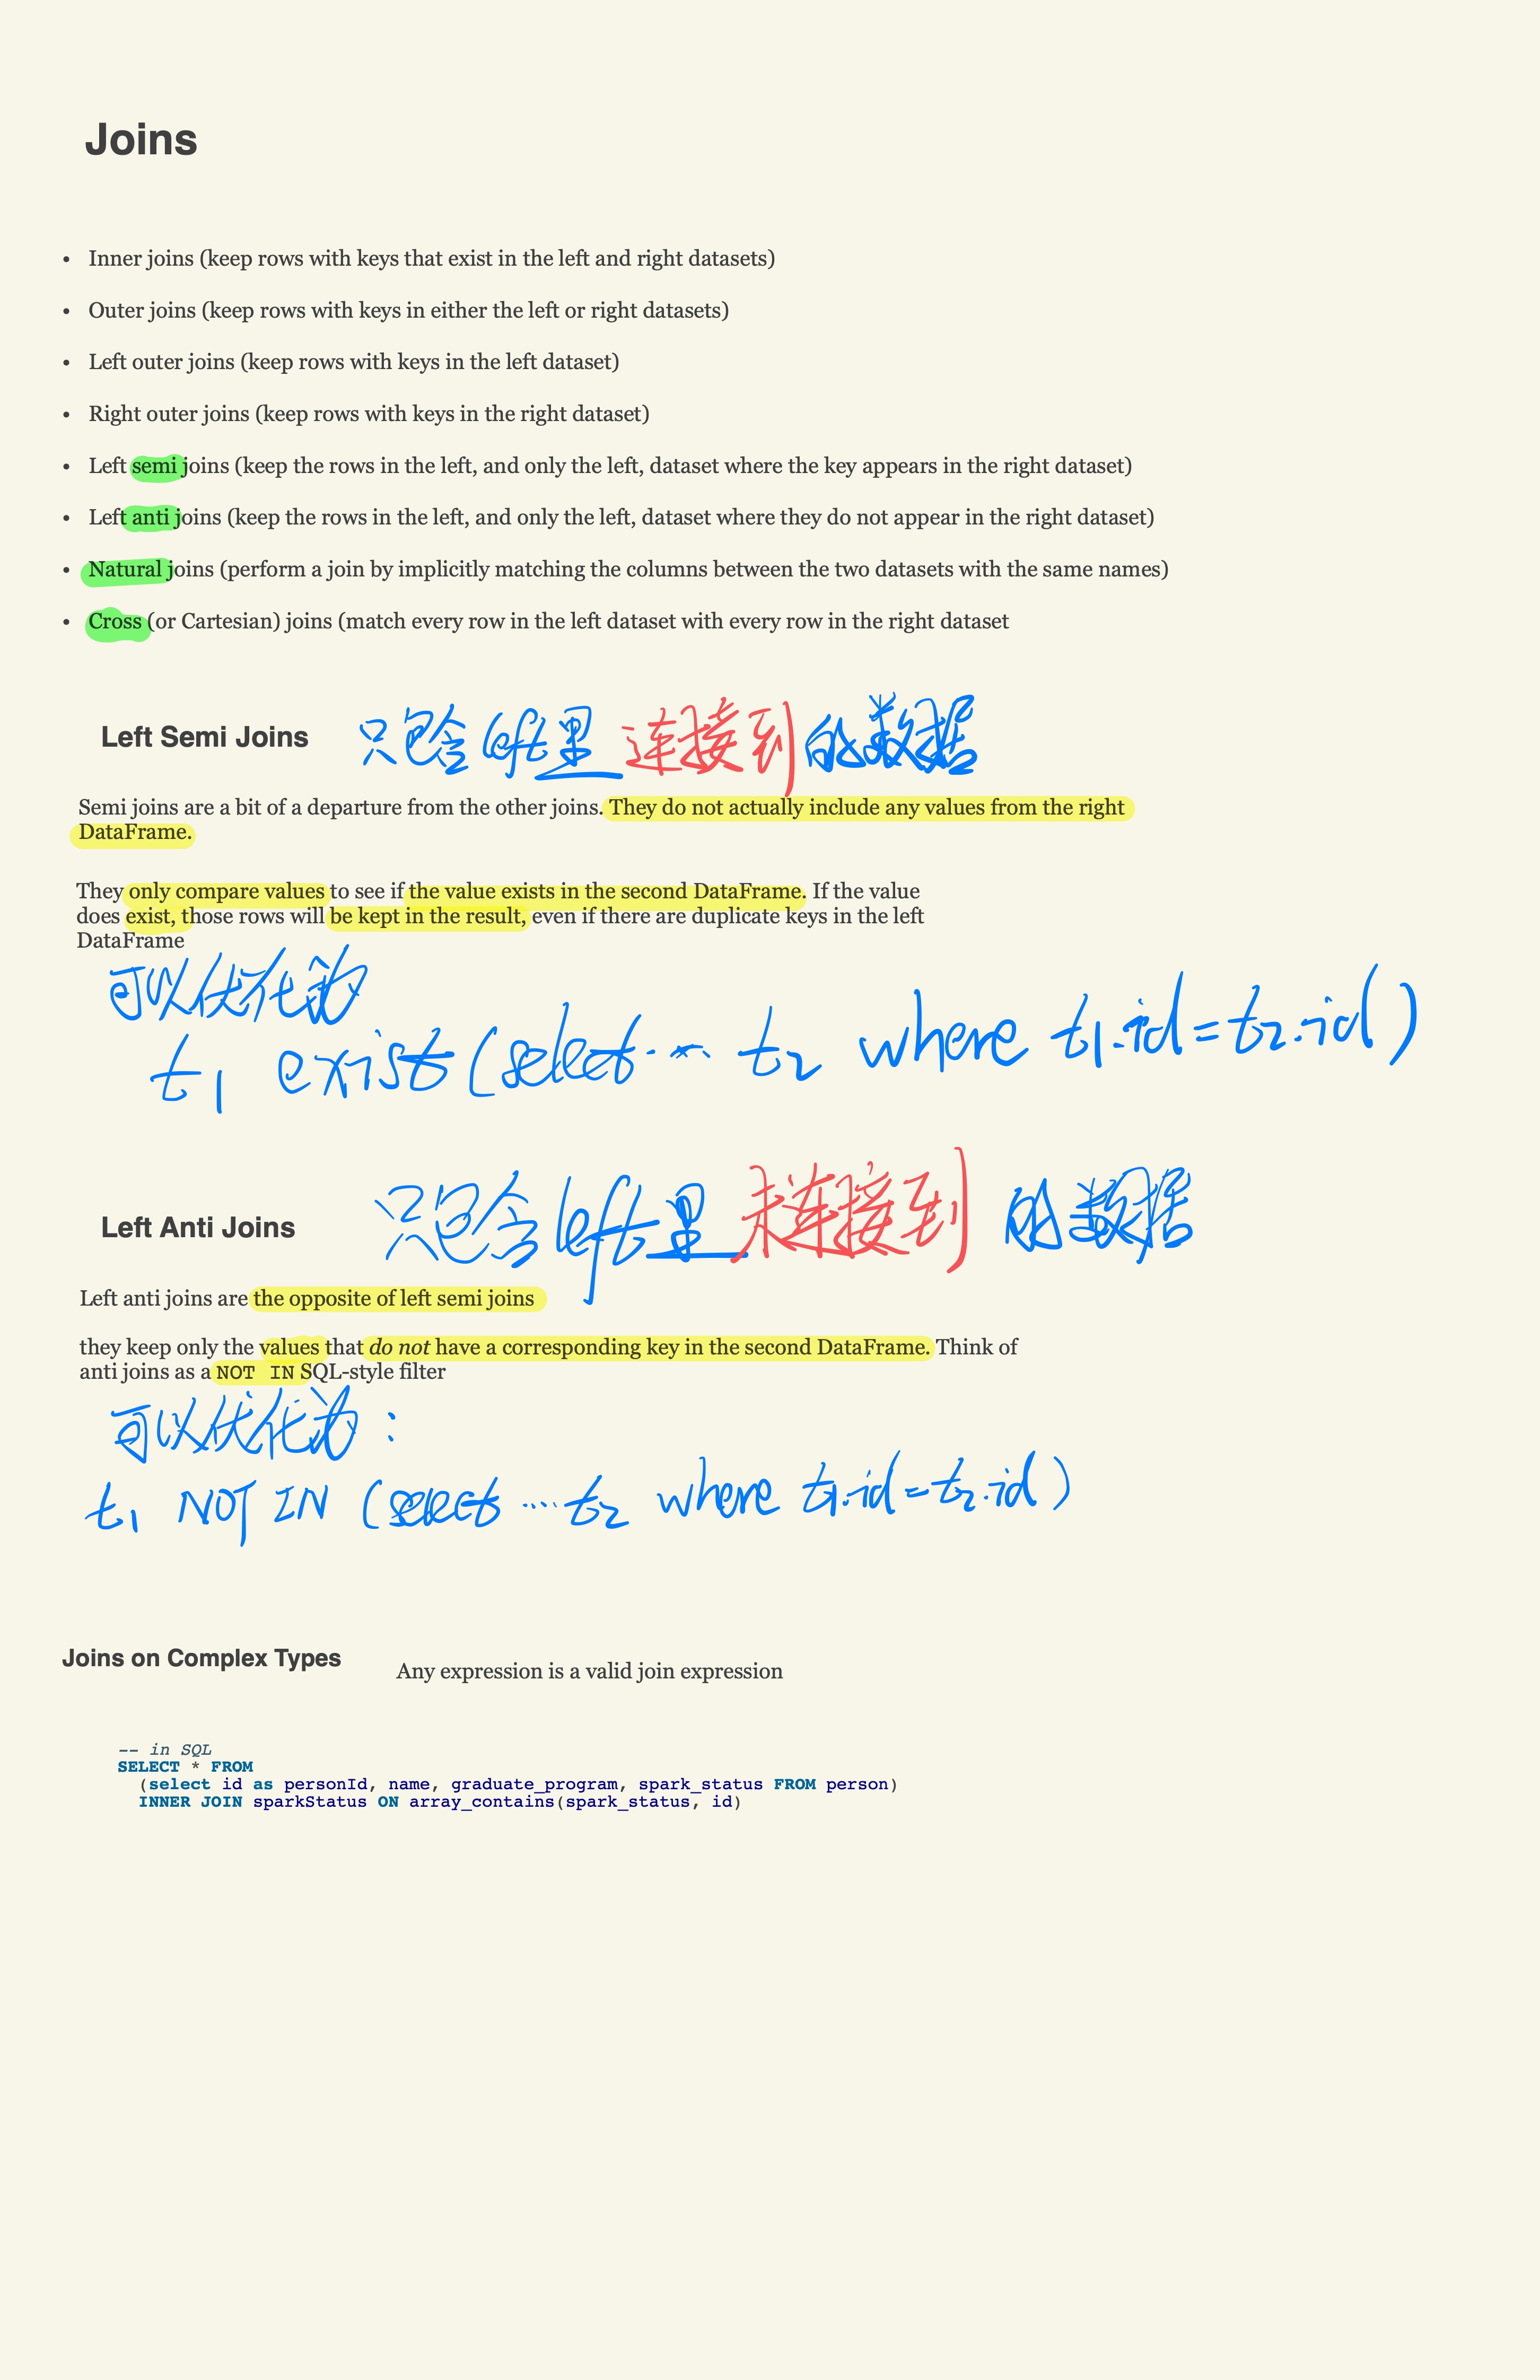 Joins
• Inner joins (keep rows with keys that exist in the left and right datasets)
• Outer joins (keep rows with keys in either the left or right datasets)
• Left outer joins (keep rows with keys in the left dataset)
• Right outer joins (keep rows with keys in the right dataset)
• Left semi joins (keep the rows in the left, and only the left, dataset where the key appears in the right dataset)
• Left anti joins (keep the rows in the left, and only the left, dataset where they do not appear in the right dataset)
• Natural joins (perform a join by implicitly matching the columns between the two datasets with the same names)
• Cross (or Cartesian) joins (match every row in the left dataset with every row in the right dataset
Left Semi Joins 只包含left里连接到的数据
Semi joins are a bit of a departure from the other joins. They do not actually include any values from the right
DataFrame.
They only compare values to see if the value exists in the second DataFrame. If the value
does exist, those rows will be kept in the result, even if there are duplicate keys in the left
DataFrame
可以优化为
t1 exist (select ... t2 where t1.id=t2.id)
Left Anti Joins 只包含left里未连接到的数据
Left anti joins are the opposite of left semi joins
they keep only the values that do not have a corresponding key in the second DataFrame. Think of
anti joins as a NOT IN SQL-style filter
可以优化为:
t1 NOT IN (select ... t2 where t1.id=t2.id)
Joins on Complex Types Any expression is a valid join expression
-- in SQL
SELECT * FROM
(select id as personId, name, graduate_program, spark_status FROM person)
INNER JOIN sparkStatus ON array_contains(spark_status, id)